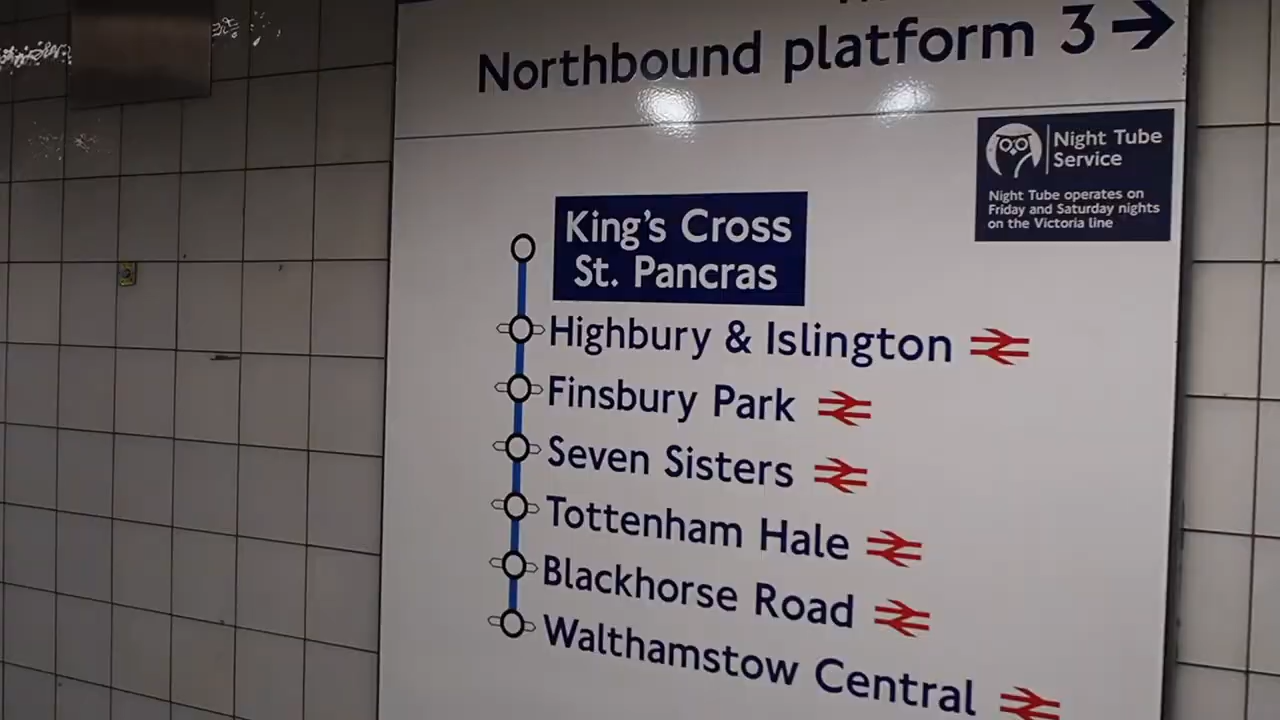 Northbound platform 3 →
Night Tube
Service
Night Tube operates on
Friday and Saturday nights
on the Victoria line
King's Cross
St. Pancras
Highbury & Islington
Finsbury Park
Seven Sisters
Tottenham Hale
Blackhorse Road
Walthamstow Central